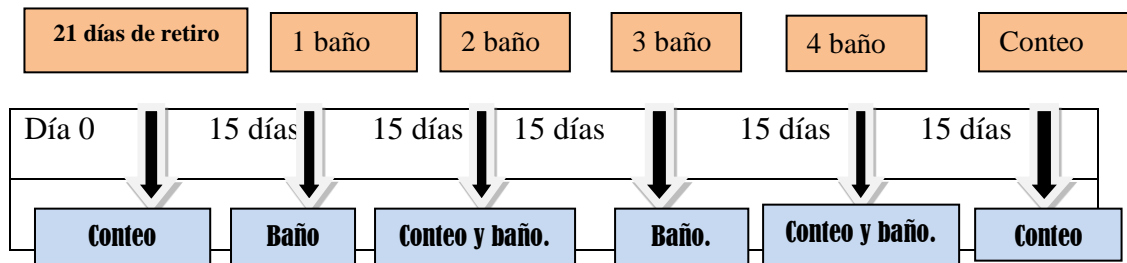 21 días de retiro
1 baño
2 baño
3 baño
4 baño
Conteo
Día 0
15 días
15 días
15 días
15 días
15 días
Conteo
Baño
Conteo y baño.
Baño.
Conteo y baño.
Conteo